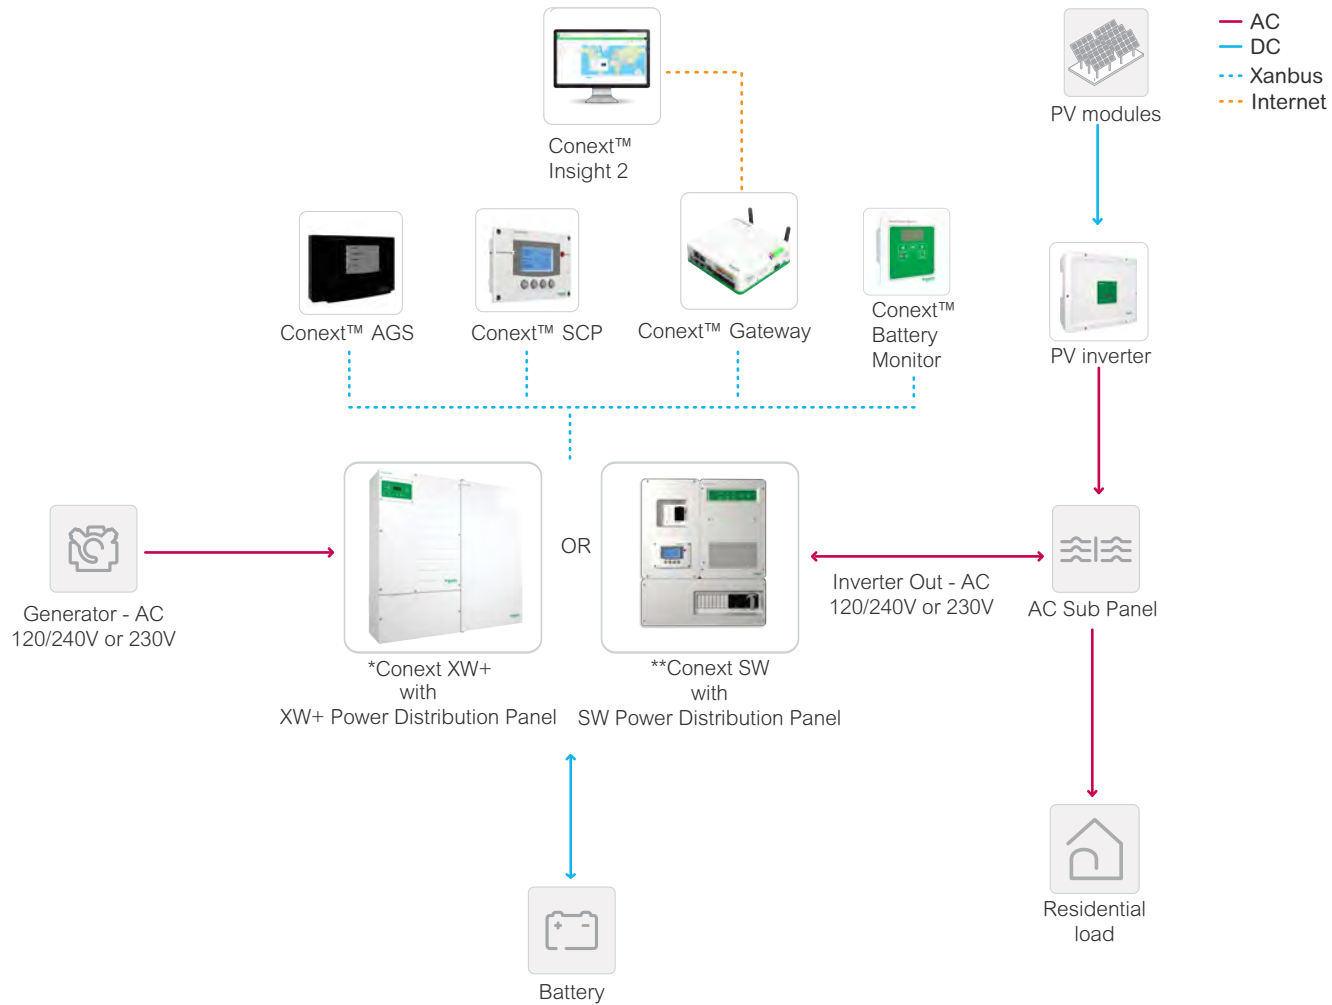 AC
DC
Xanbus
Internet
Conext™
Insight 2
PV modules
Conext™ AGS
Conext™ SCP
Conext™ Gateway
Conext™
Battery
Monitor
PV inverter
OR
Generator - AC
120/240V or 230V
Inverter Out - AC
120/240V or 230V
AC Sub Panel
*Conext XW+
with
XW+ Power Distribution Panel
**Conext SW
with
SW Power Distribution Panel
Residential
load
Battery